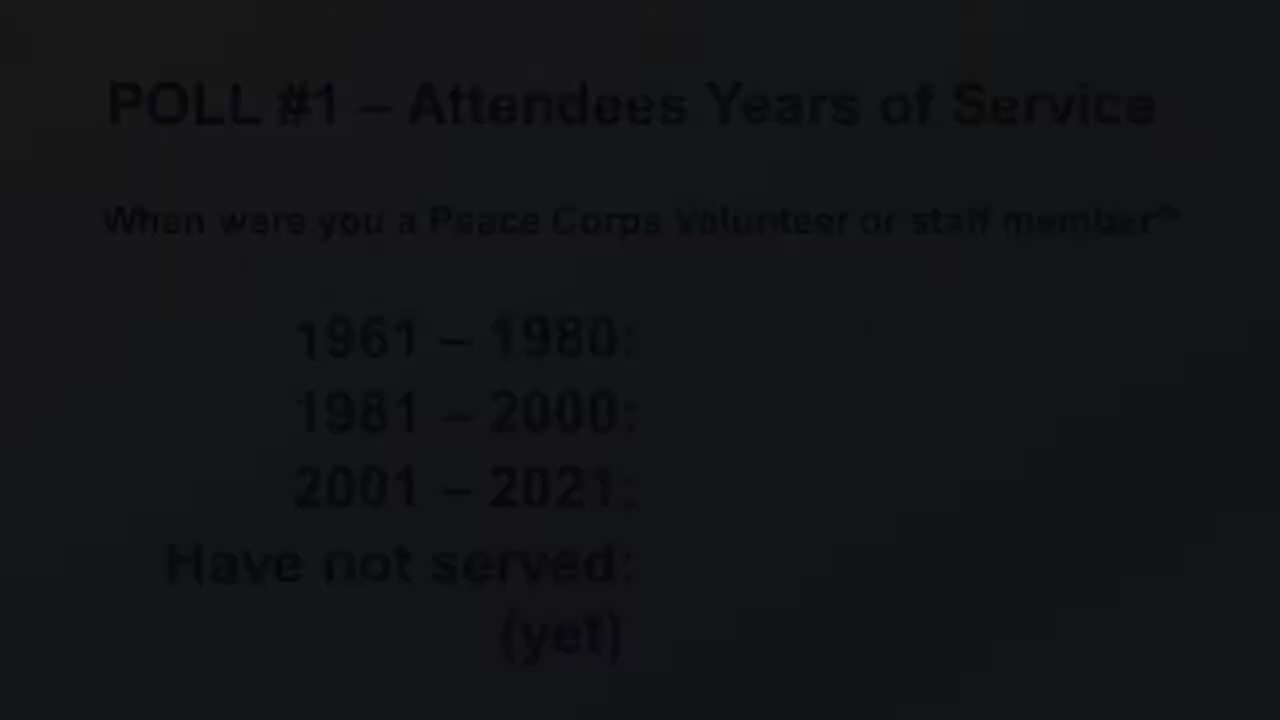 POLL #1 – Attendees Years of Service
When were you a Peace Corps Volunteer or staff member?
1961 – 1980:
1981 – 2000:
2001 – 2021:
Have not served:
(yet)